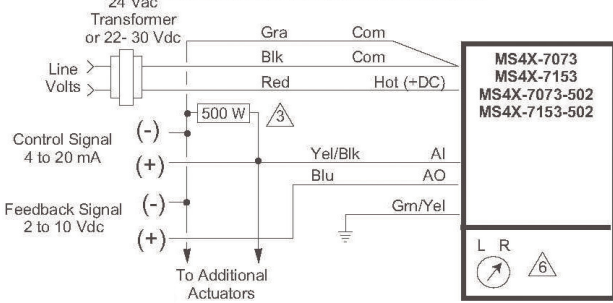 24 Vac
Transformer
or 22- 30 Vdc
Line
Volts
Gra Com
Blk Com
Red Hot (+DC)
500 W
3
Control Signal
4 to 20 mA
(-)
(+)
Yel/Blk AI
Blu AO
Feedback Signal
2 to 10 Vdc
(-)
(+)
Grn/Yel
To Additional
Actuators
MS4X-7073
MS4X-7153
MS4X-7073-502
MS4X-7153-502
L R
6